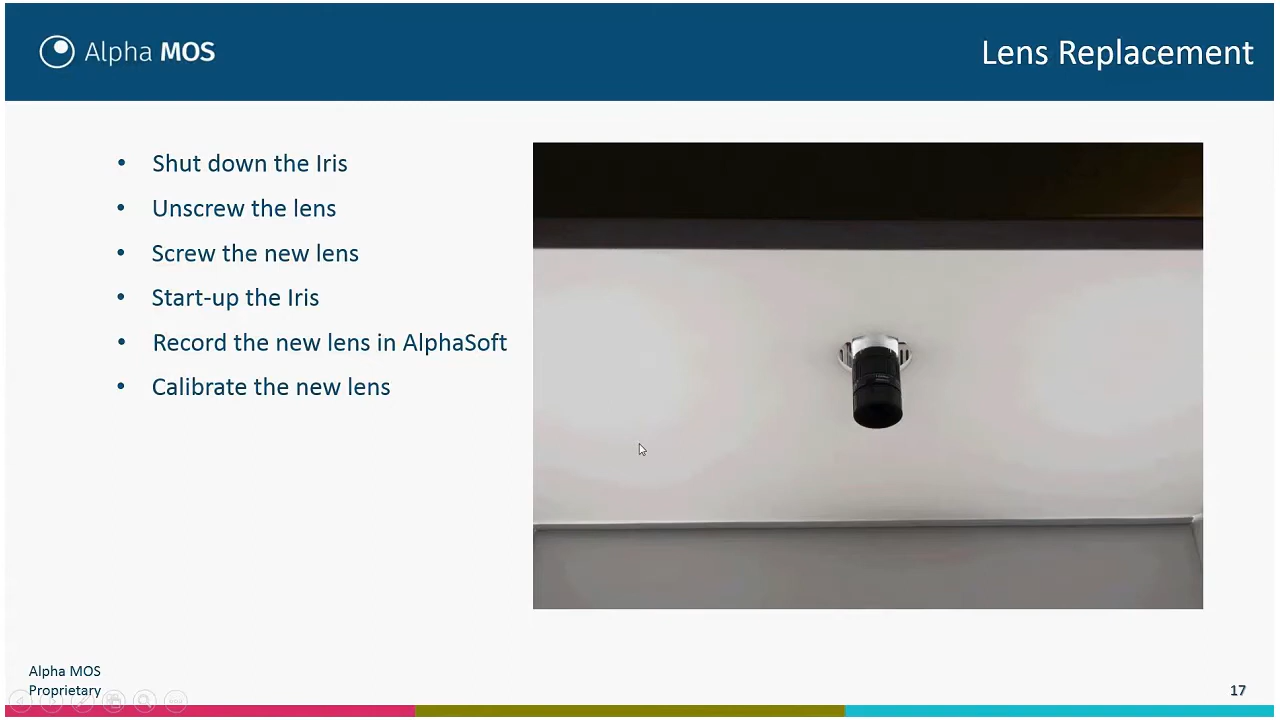 Alpha MOS
Lens Replacement
• Shut down the Iris
• Unscrew the lens
• Screw the new lens
• Start-up the Iris
• Record the new lens in AlphaSoft
• Calibrate the new lens
Alpha MOS
Proprietary
17